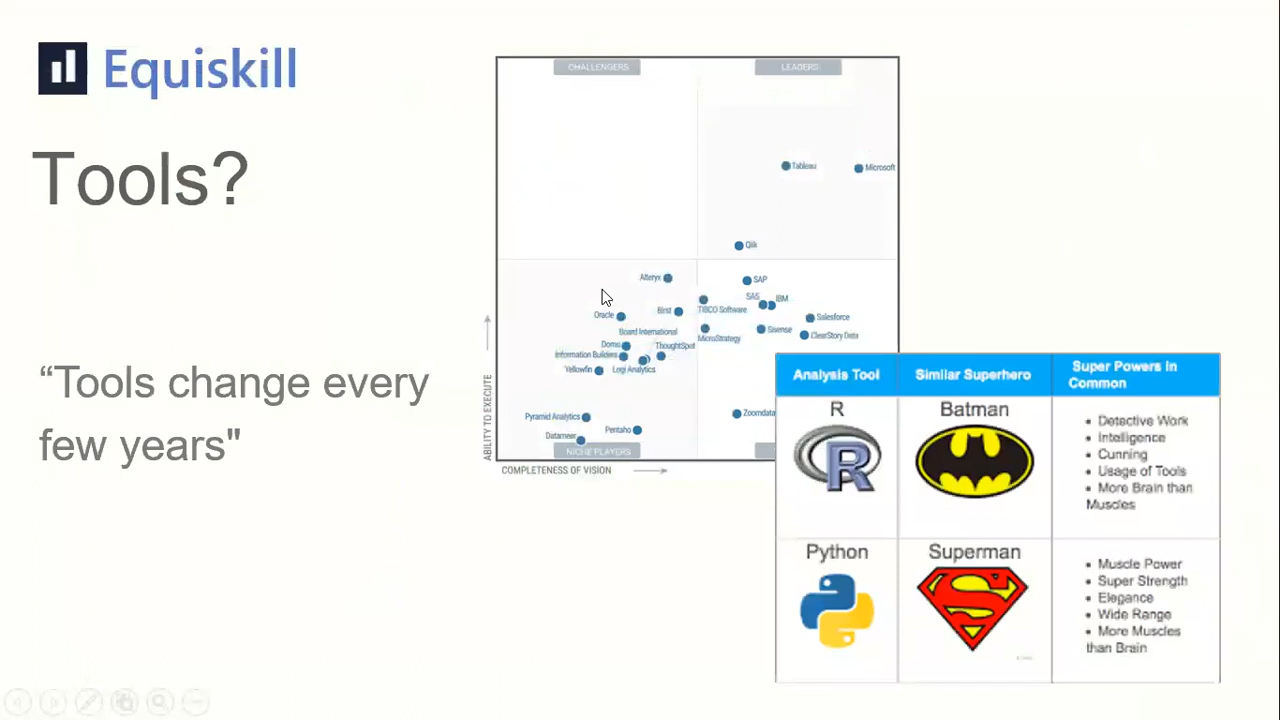 Equiskill
Tools?
“Tools change every
few years"
CHALLENGERS
LEADERS
Tableau
Microsoft
Qlik
Alteryx
SAP
SAS
IBM
Oracle
Birst
TIBCO Software
Salesforce
Board International
MicroStrategy
Sisense
ClearStory Data
Domo
ThoughtSpot
Information Builders
Yellowfin
Logi Analytics
Pyramid Analytics
Zoomdata
Datameer
Pentaho
NICHE PLAYERS
ABILITY TO EXECUTE
COMPLETENESS OF VISION
Analysis Tool
Similar Superhero
Super Powers in
Common
R
Batman
R
• Detective Work
• Intelligence
• Cunning
• Usage of Tools
• More Brain than
Muscles
Python
Superman
S
• Muscle Power
• Super Strength
• Elegance
• Wide Range
• More Muscles
than Brain